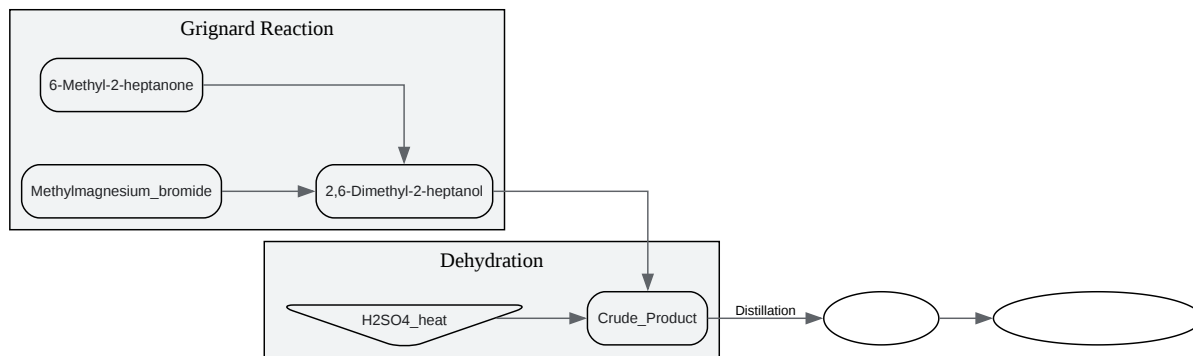 Grignard Reaction
6-Methyl-2-heptanone
Methylmagnesium_bromide
2,6-Dimethyl-2-heptanol
Dehydration
H2SO4_heat
Crude_Product
Distillation